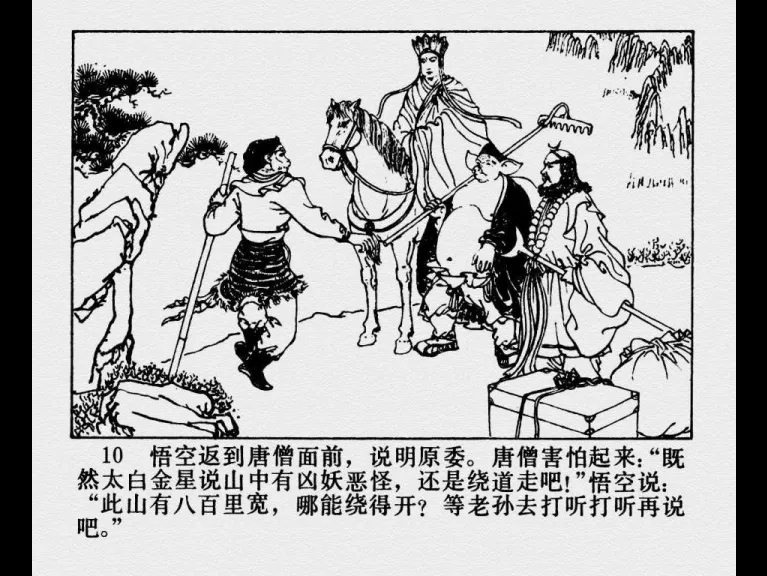 10 悟空返到唐僧面前，说明原委。唐僧害怕起来：“既
然太白金星说山中有凶妖恶怪，还是绕道走吧！”悟空说：
“此山有八百里宽，哪能绕得开？等老孙去打听打听再说
吧。”